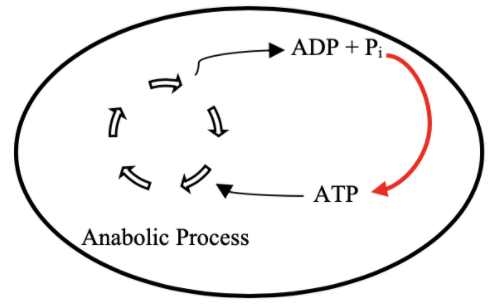 ADP + Pᵢ
ATP
Anabolic Process